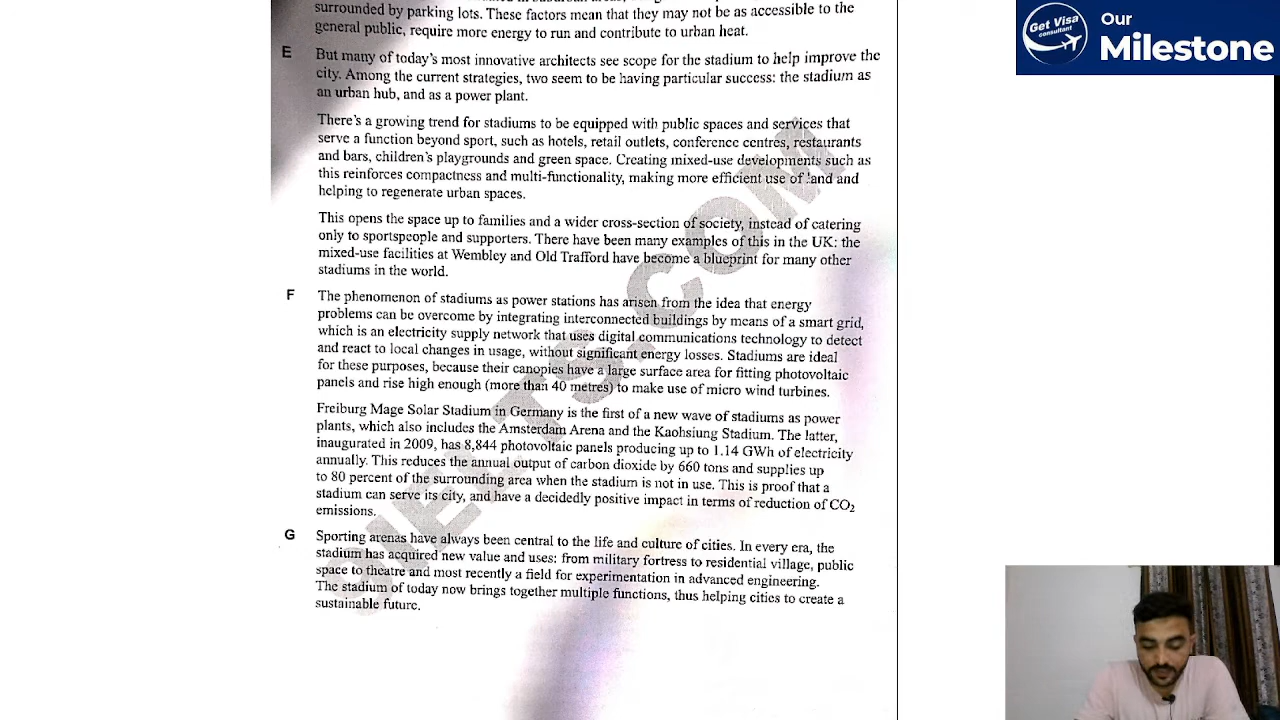 surrounded by parking lots. These factors mean that they may not be as accessible to the
general public, require more energy to run and contribute to urban heat.
E
But many of today's most innovative architects see scope for the stadium to help improve the
city. Among the current strategies, two seem to be having particular success: the stadium as
an urban hub, and as a power plant.
There's a growing trend for stadiums to be equipped with public spaces and services that
serve a function beyond sport, such as hotels, retail outlets, conference centres, restaurants
and bars, children's playgrounds and green space. Creating mixed-use developments such as
this reinforces compactness and multi-functionality, making more efficient use of land and
helping to regenerate urban spaces.
This opens the space up to families and a wider cross-section of society, instead of catering
only to sportspeople and supporters. There have been many examples of this in the UK: the
mixed-use facilities at Wembley and Old Trafford have become a blueprint for many other
stadiums in the world.
F
The phenomenon of stadiums as power stations has arisen from the idea that energy
problems can be overcome by integrating interconnected buildings by means of a smart grid,
which is an electricity supply network that uses digital communications technology to detect
and react to local changes in usage, without significant energy losses. Stadiums are ideal
for these purposes, because their canopies have a large surface area for fitting photovoltaic
panels and rise high enough (more than 40 metres) to make use of micro wind turbines.
Freiburg Mage Solar Stadium in Germany is the first of a new wave of stadiums as power
plants, which also includes the Amsterdam Arena and the Kaohsiung Stadium. The latter,
inaugurated in 2009, has 8,844 photovoltaic panels producing up to 1.14 GWh of electricity
annually. This reduces the annual output of carbon dioxide by 660 tons and supplies up
to 80 percent of the surrounding area when the stadium is not in use. This is proof that a
stadium can serve its city, and have a decidedly positive impact in terms of reduction of CO₂
emissions.
G
Sporting arenas have always been central to the life and culture of cities. In every era, the
stadium has acquired new value and uses: from military fortress to residential village, public
space to theatre and most recently a field for experimentation in advanced engineering.
The stadium of today now brings together multiple functions, thus helping cities to create a
sustainable future.
Get Visa
consultant
Our
Milestone